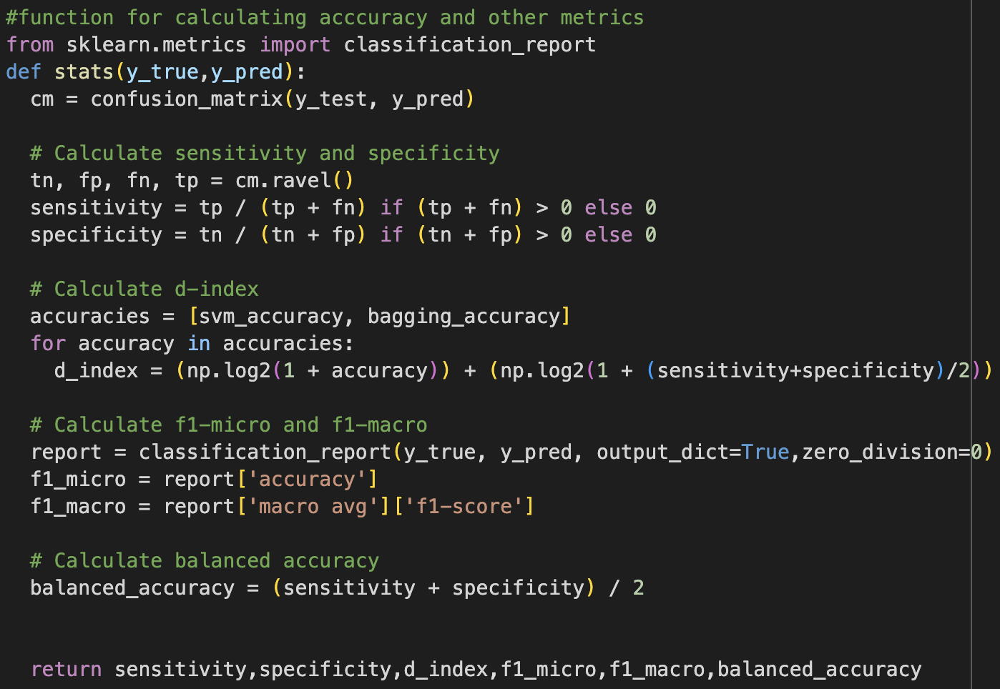 #function for calculating acccuracy and other metrics
from sklearn.metrics import classification_report
def stats(y_true,y_pred):
  cm = confusion_matrix(y_test, y_pred)

  # Calculate sensitivity and specificity
  tn, fp, fn, tp = cm.ravel()
  sensitivity = tp / (tp + fn) if (tp + fn) > 0 else 0
  specificity = tn / (tn + fp) if (tn + fp) > 0 else 0

  # Calculate d-index
  accuracies = [svm_accuracy, bagging_accuracy]
  for accuracy in accuracies:
    d_index = (np.log2(1 + accuracy)) + (np.log2(1 + (sensitivity+specificity)/2))

  # Calculate f1-micro and f1-macro
  report = classification_report(y_true, y_pred, output_dict=True,zero_division=0)
  f1_micro = report['accuracy']
  f1_macro = report['macro avg']['f1-score']

  # Calculate balanced accuracy
  balanced_accuracy = (sensitivity + specificity) / 2


  return sensitivity,specificity,d_index,f1_micro,f1_macro,balanced_accuracy